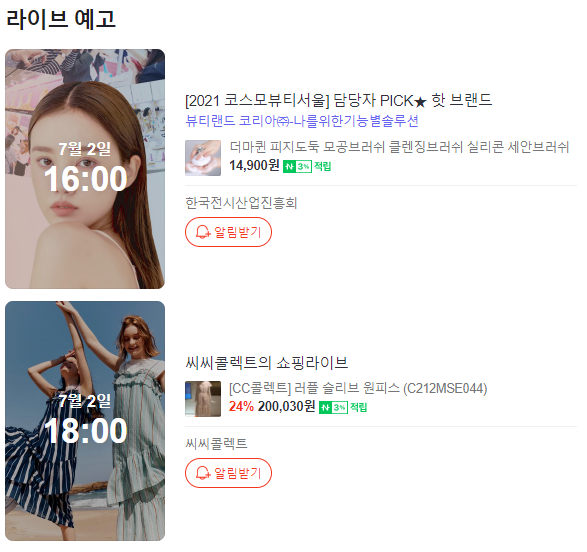 라이브 예고
7월 2일
16:00
[2021 코스모뷰티서울] 담당자 PICK★ 핫 브랜드
뷰티랜드 코리아㈜-나를위한기능별솔루션
더마퀸 피지도둑 모공브러쉬 클렌징브러쉬 실리콘 세안브러쉬
14,900원 N 3% 적립
한국전시산업진흥회
알림받기
7월 2일
18:00
씨씨콜렉트의 쇼핑라이브
[CC콜렉트] 러플 슬리브 원피스 (C212MSE044)
24% 200,030원 N 3% 적립
씨씨콜렉트
알림받기